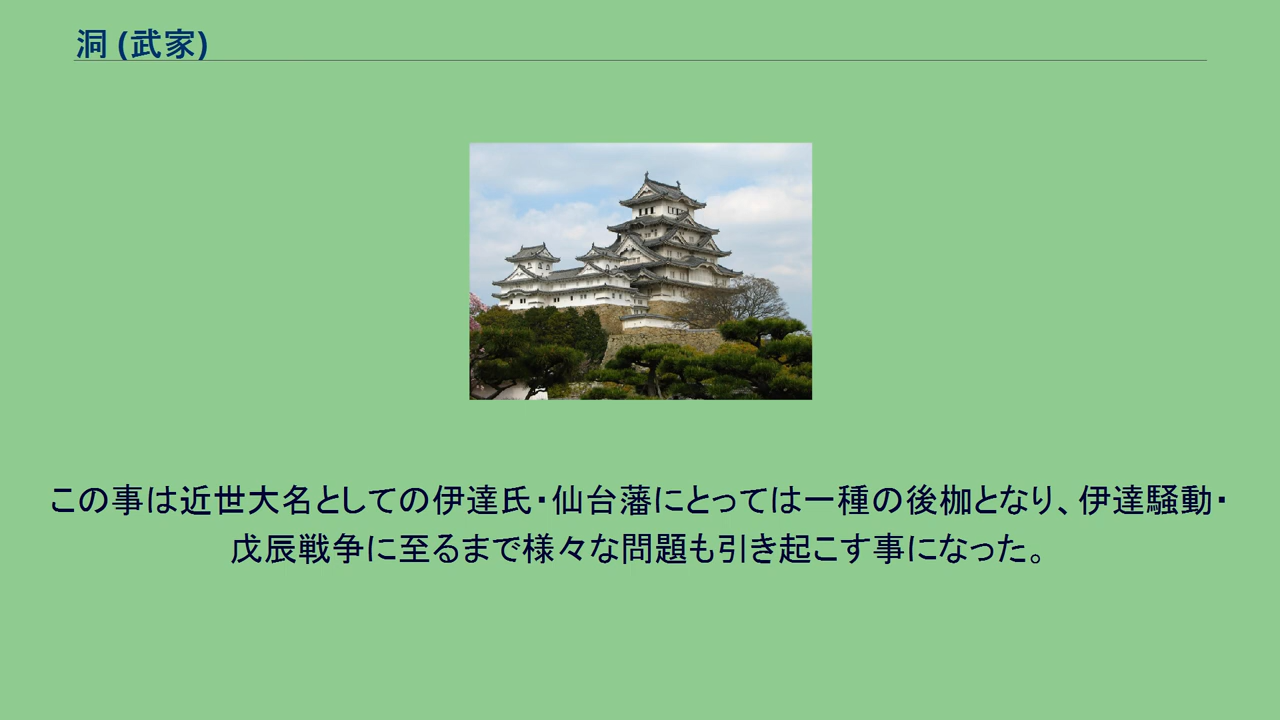 洞 (武家)
この事は近世大名としての伊達氏・仙台藩にとっては一種の後枷となり、伊達騒動・
戊辰戦争に至るまで様々な問題も引き起こす事になった。